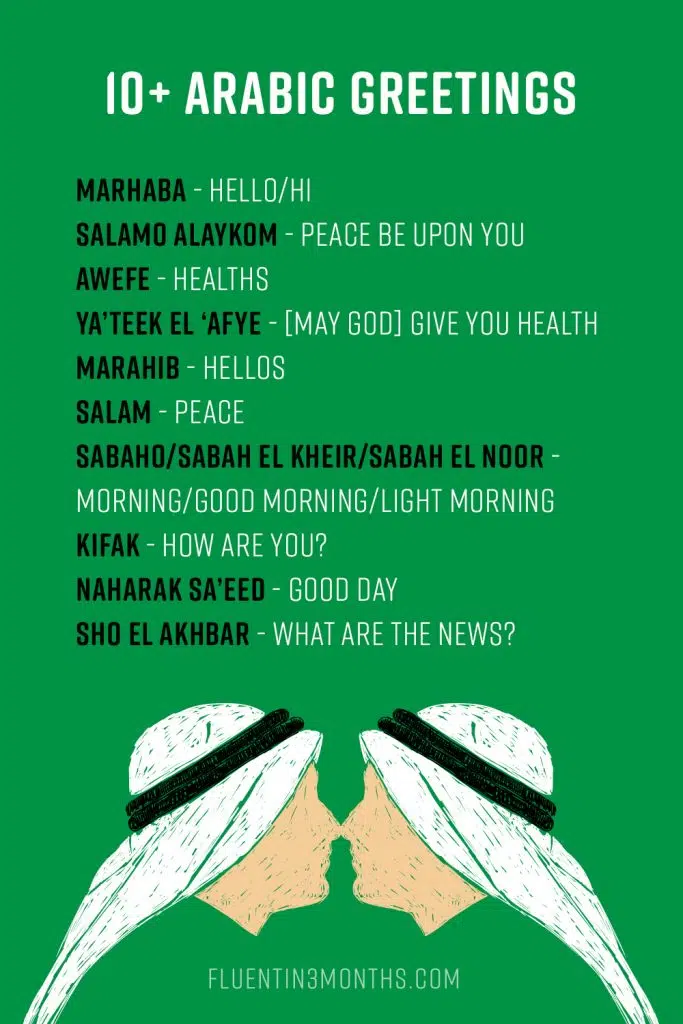 10+ ARABIC GREETINGS
MARHABA - HELLO/HI
SALAMO ALAYKOM - PEACE BE UPON YOU
AWEFE - HEALTHS
YA'TEEK EL ‘AFYE - [MAY GOD] GIVE YOU HEALTH
MARAHIB - HELLOS
SALAM - PEACE
SABAHO/SABAH EL KHEIR/SABAH EL NOOR -
MORNING/GOOD MORNING/LIGHT MORNING
KIFAK - HOW ARE YOU?
NAHARAK SA'EED - GOOD DAY
SHO EL AKHBAR - WHAT ARE THE NEWS?
FLUENTIN3MONTHS.COM